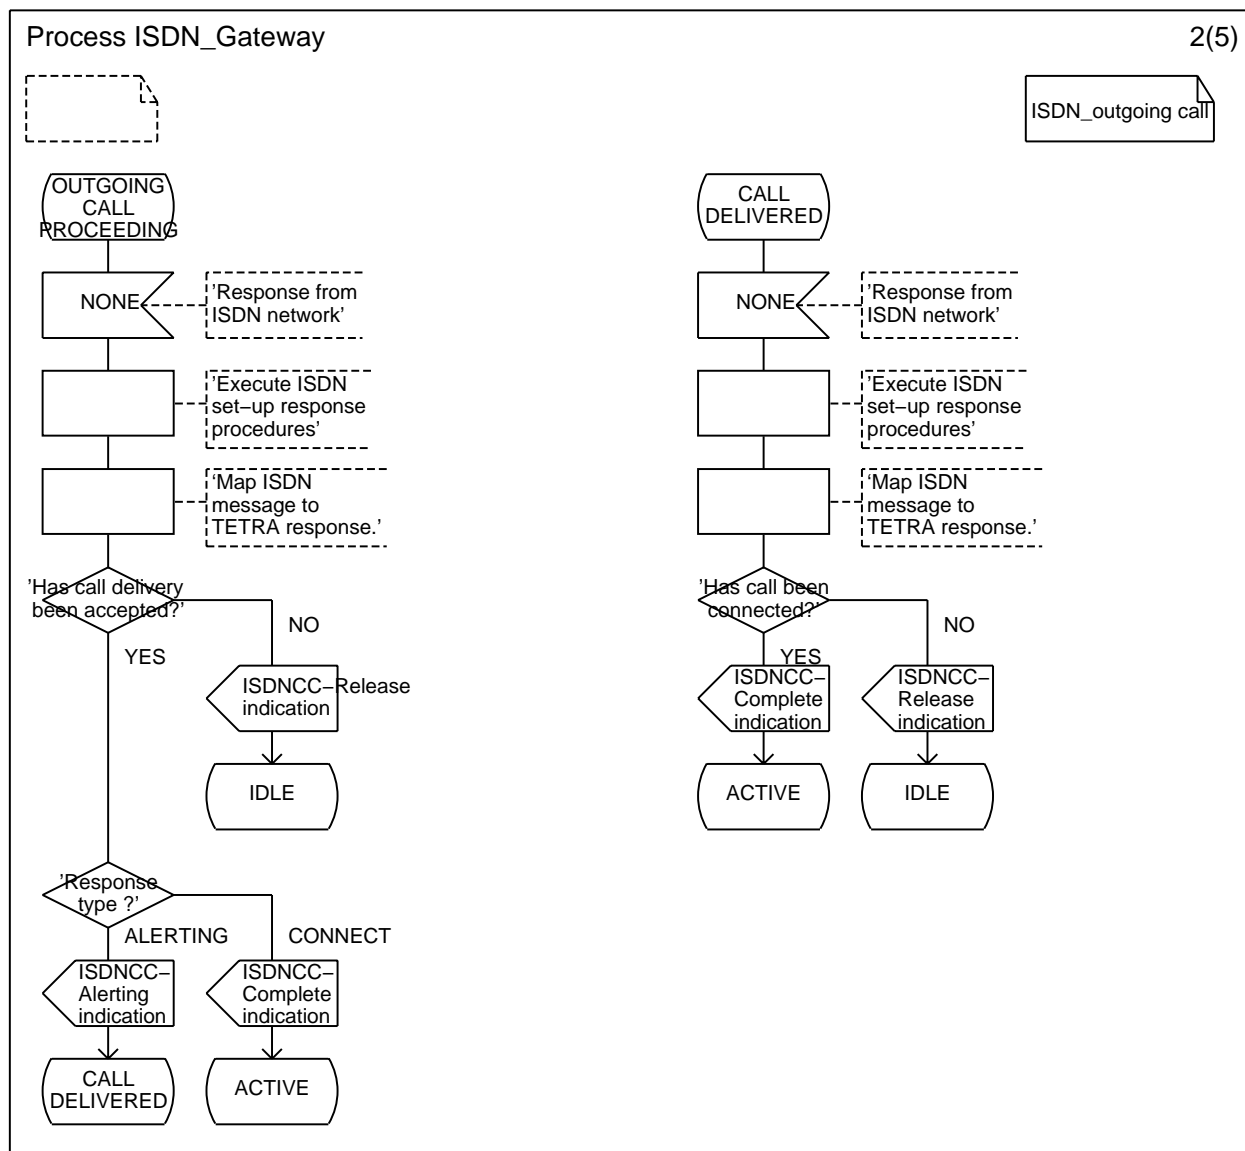 Process ISDN_Gateway
2(5)
ISDN_outgoing call
OUTGOING
CALL
PROCEEDING
NONE
’Response from
ISDN network’
’Execute ISDN
set−up response
procedures’
’Map ISDN
message to
TETRA response.’
’Has call delivery
been accepted?’
NO
YES
ISDNCC−Release
indication
IDLE
’Response
type ?’
ALERTING
CONNECT
ISDNCC−
Alerting
indication
ISDNCC−
Complete
indication
CALL
DELIVERED
ACTIVE
CALL
DELIVERED
NONE
’Response from
ISDN network’
’Execute ISDN
set−up response
procedures’
’Map ISDN
message to
TETRA response.’
’Has call been
connected?’
NO
YES
ISDNCC−
Complete
indication
ISDNCC−
Release
indication
ACTIVE
IDLE